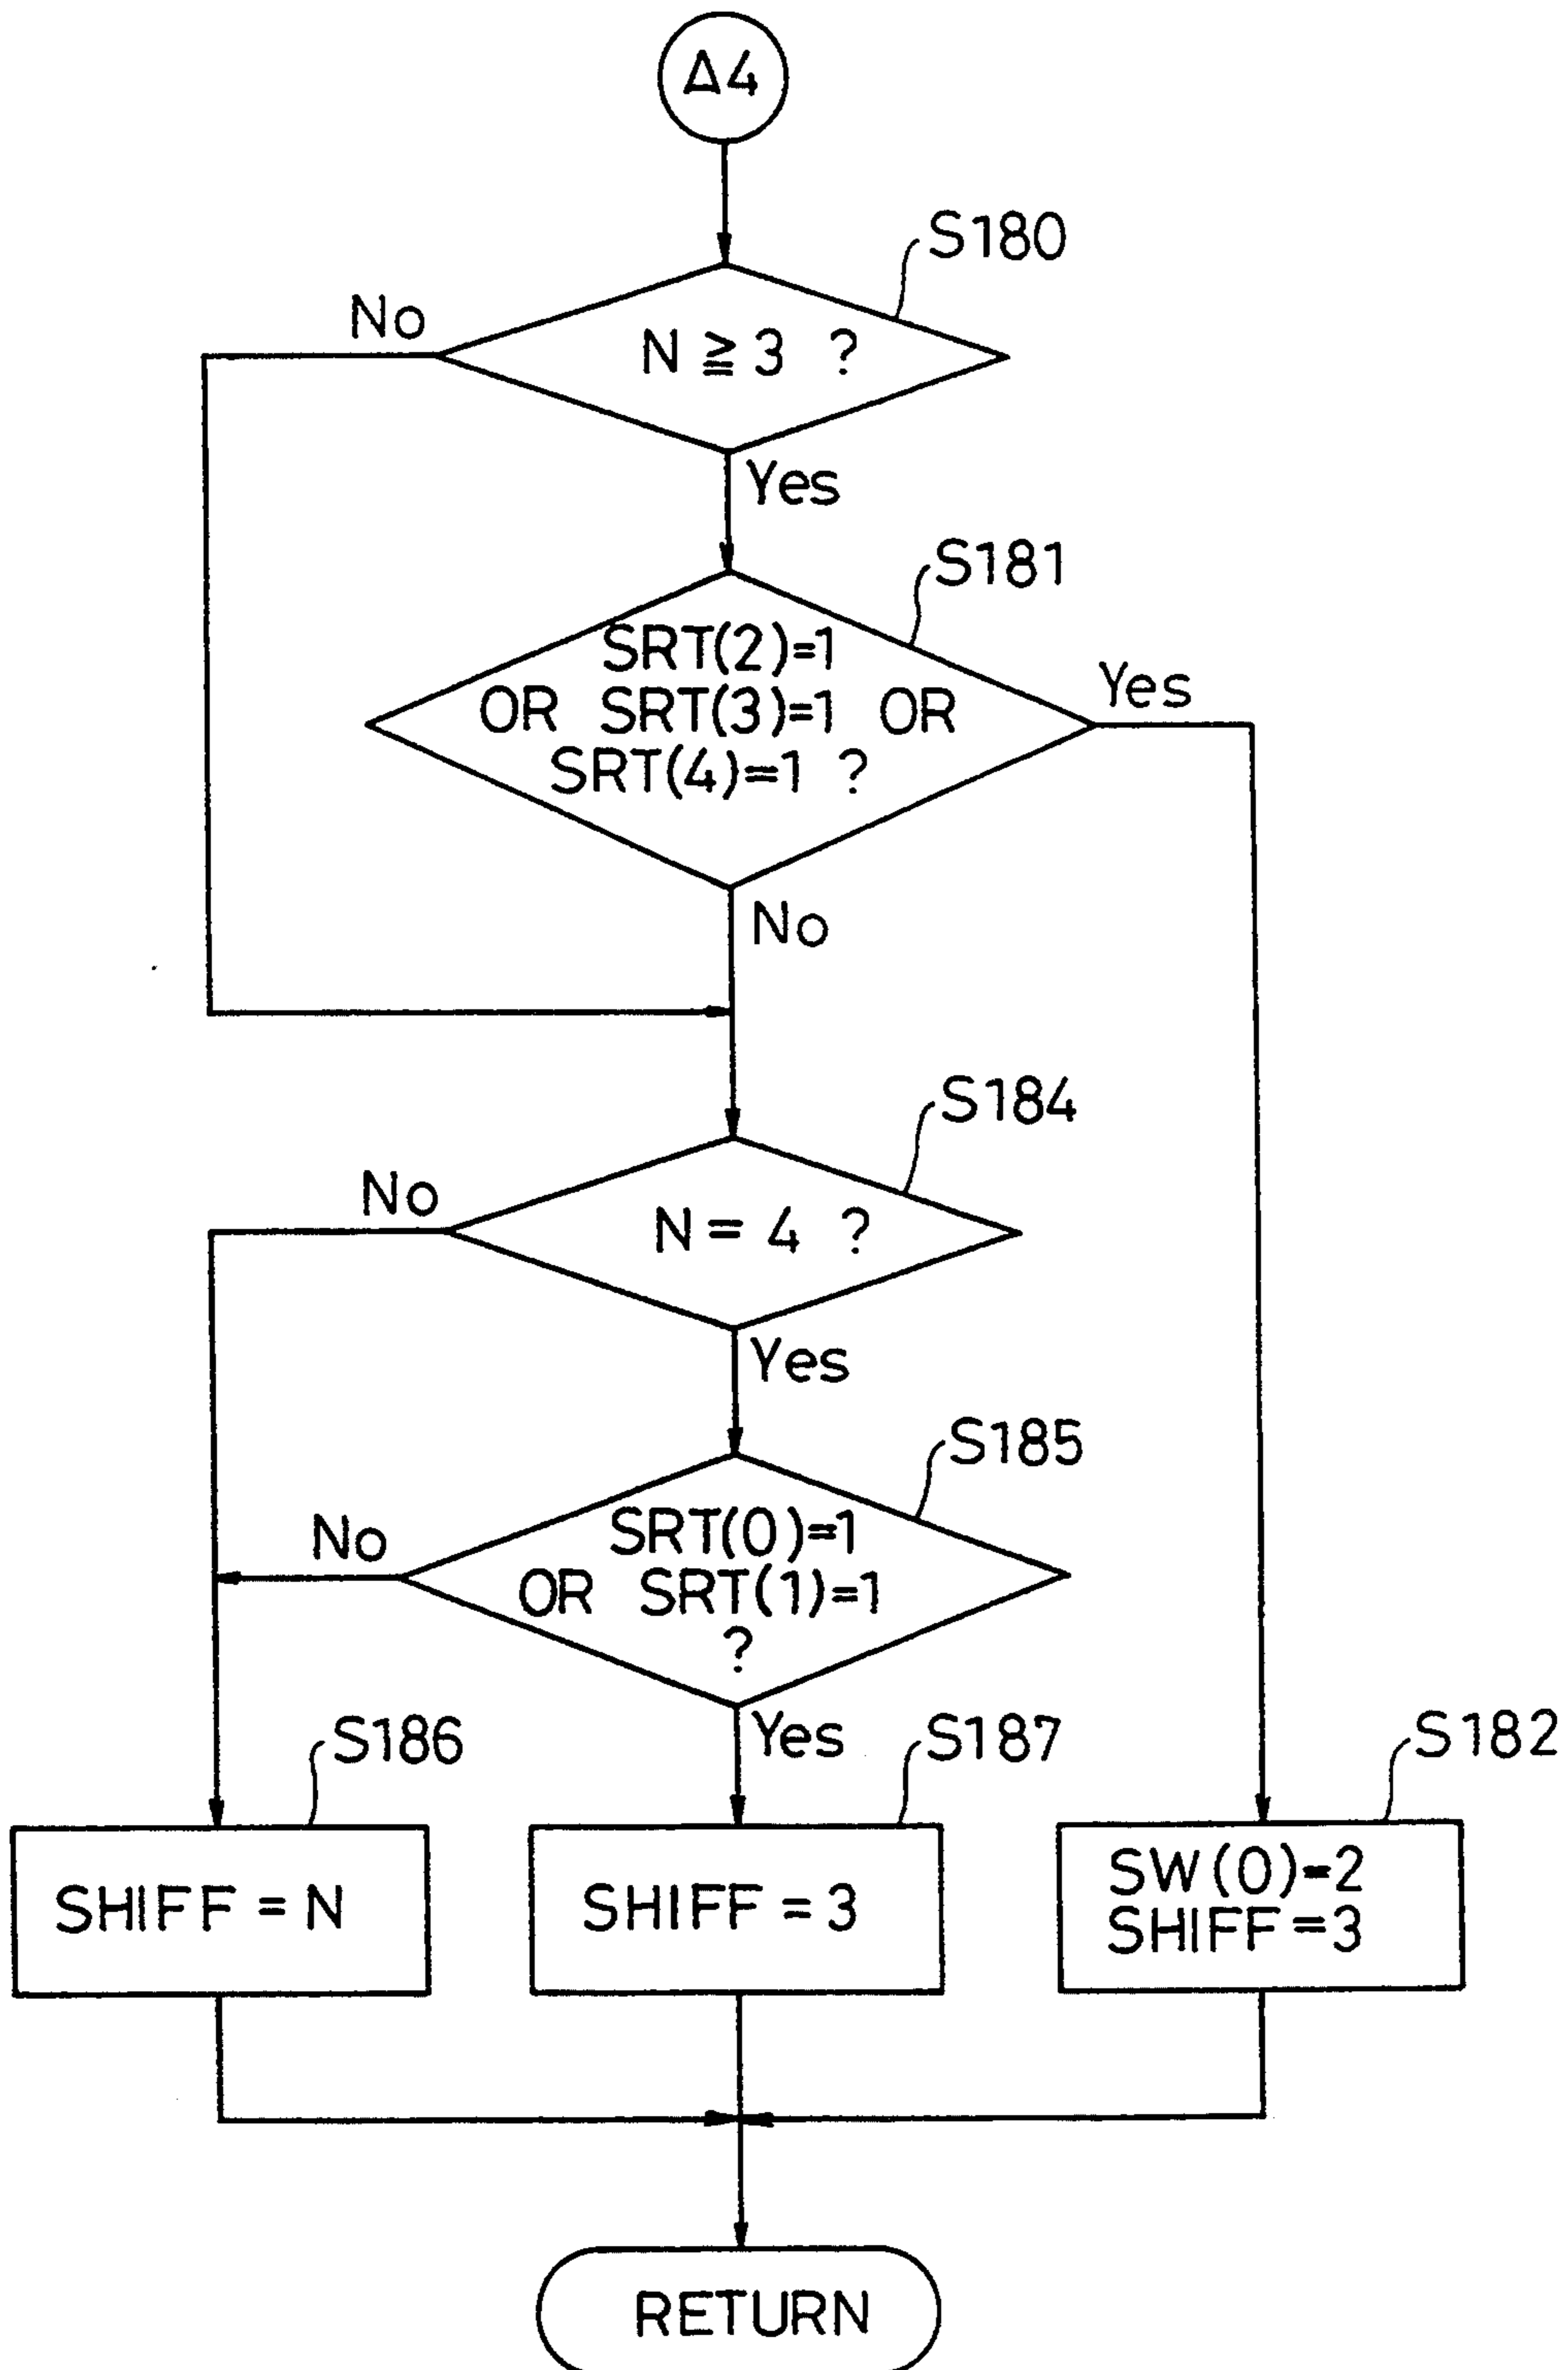 Δ4
S180
No
N ≧ 3 ?
Yes
S181
SRT(2)=1
OR SRT(3)=1 OR
SRT(4)=1 ?
Yes
No
S184
No
N = 4 ?
Yes
S185
No
SRT(0)=1
OR SRT(1)=1
?
Yes
S186
S187
S182
SHIFF = N
SHIFF = 3
SW(0)=2
SHIFF=3
RETURN